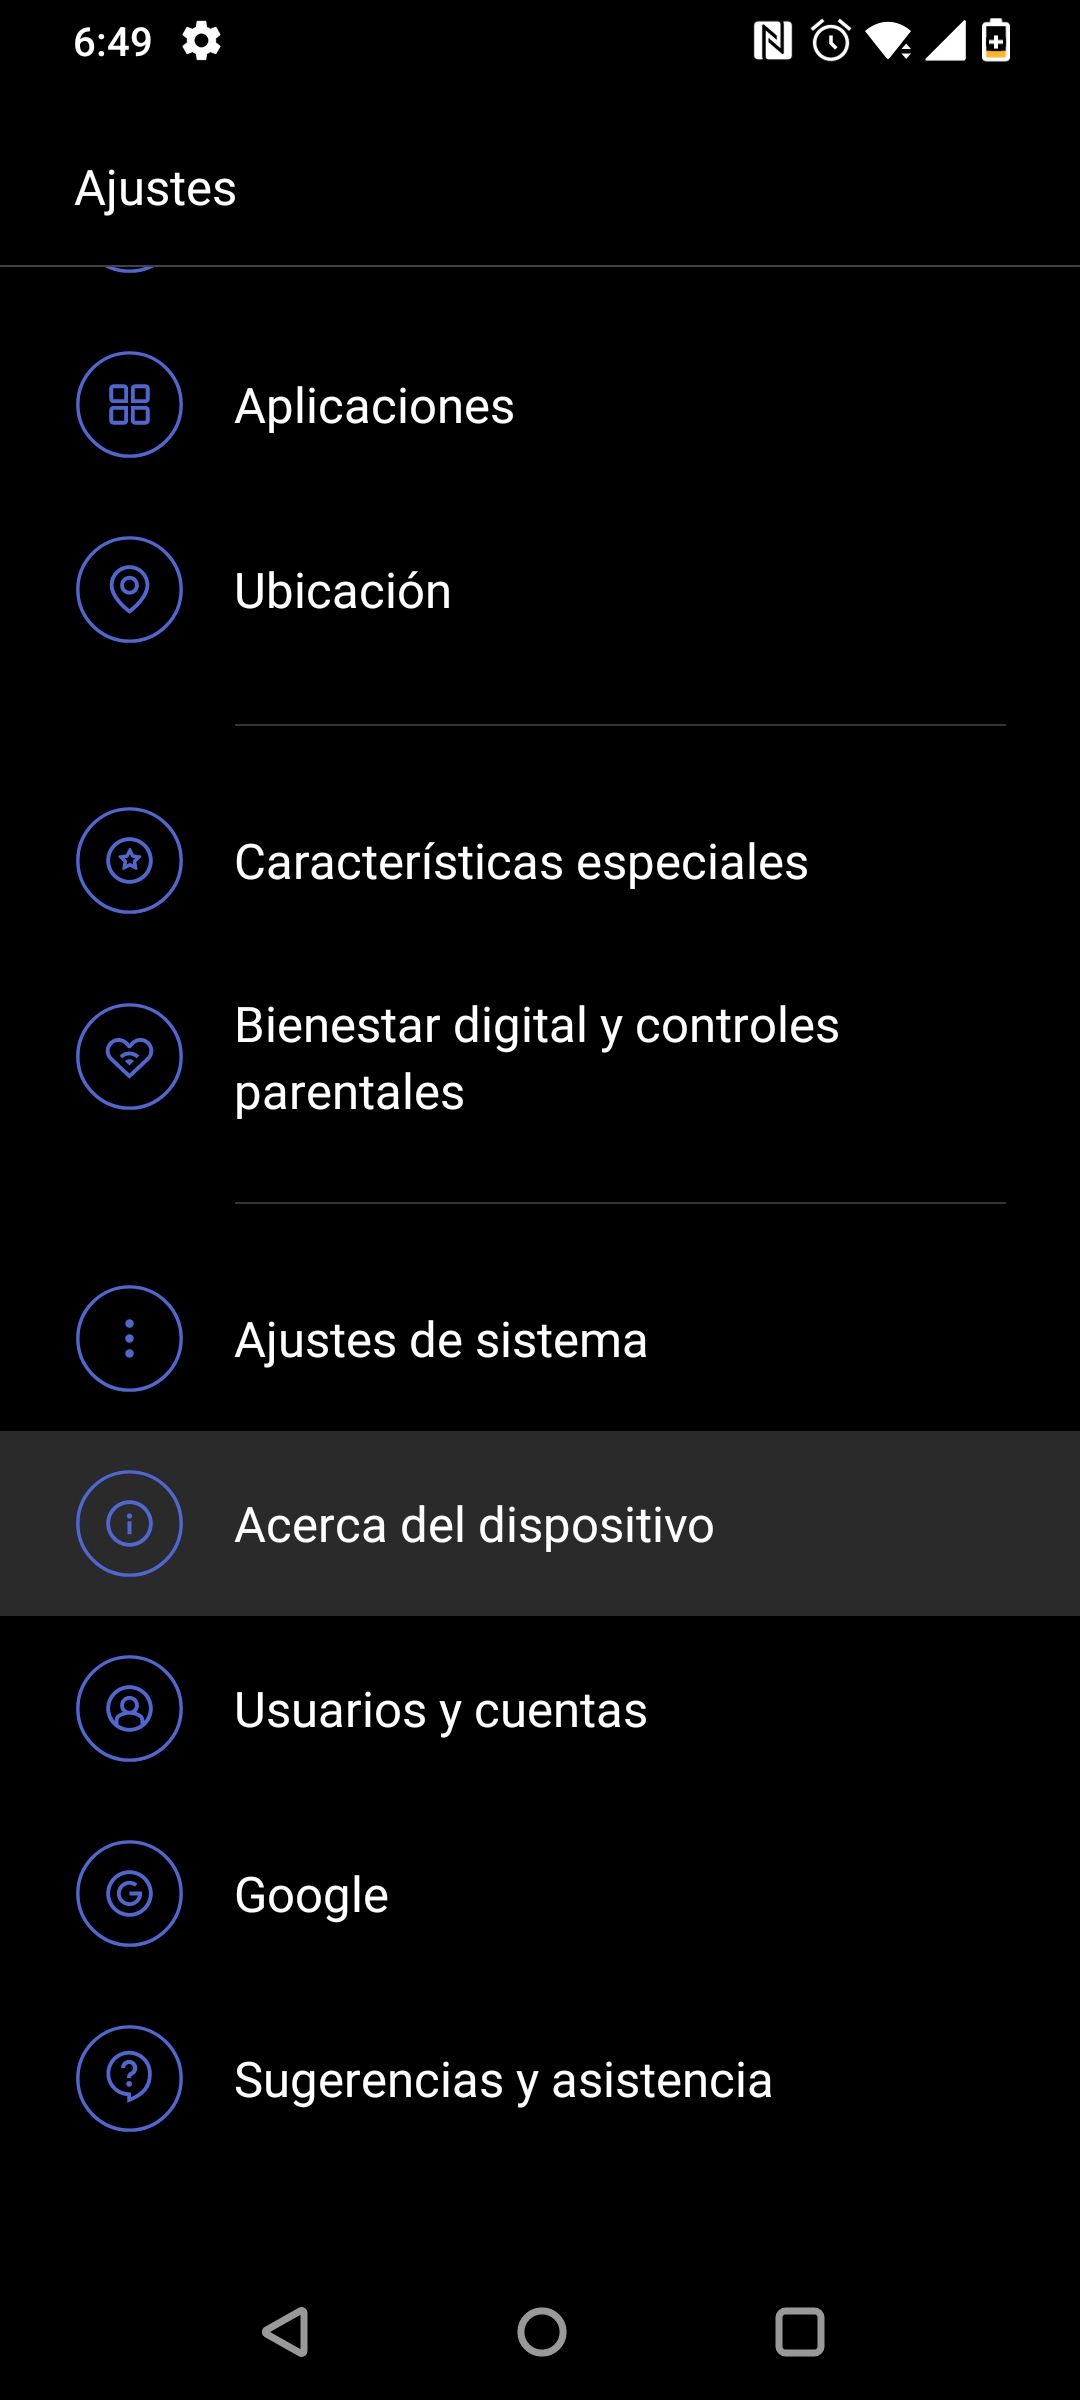 6:49
Ajustes
Aplicaciones
Ubicación
Características especiales
Bienestar digital y controles
parentales
Ajustes de sistema
Acerca del dispositivo
Usuarios y cuentas
Google
Sugerencias y asistencia